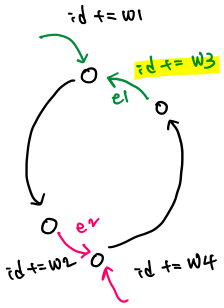 id += w1
id += w3
e1
e2
id += w2
id += w4